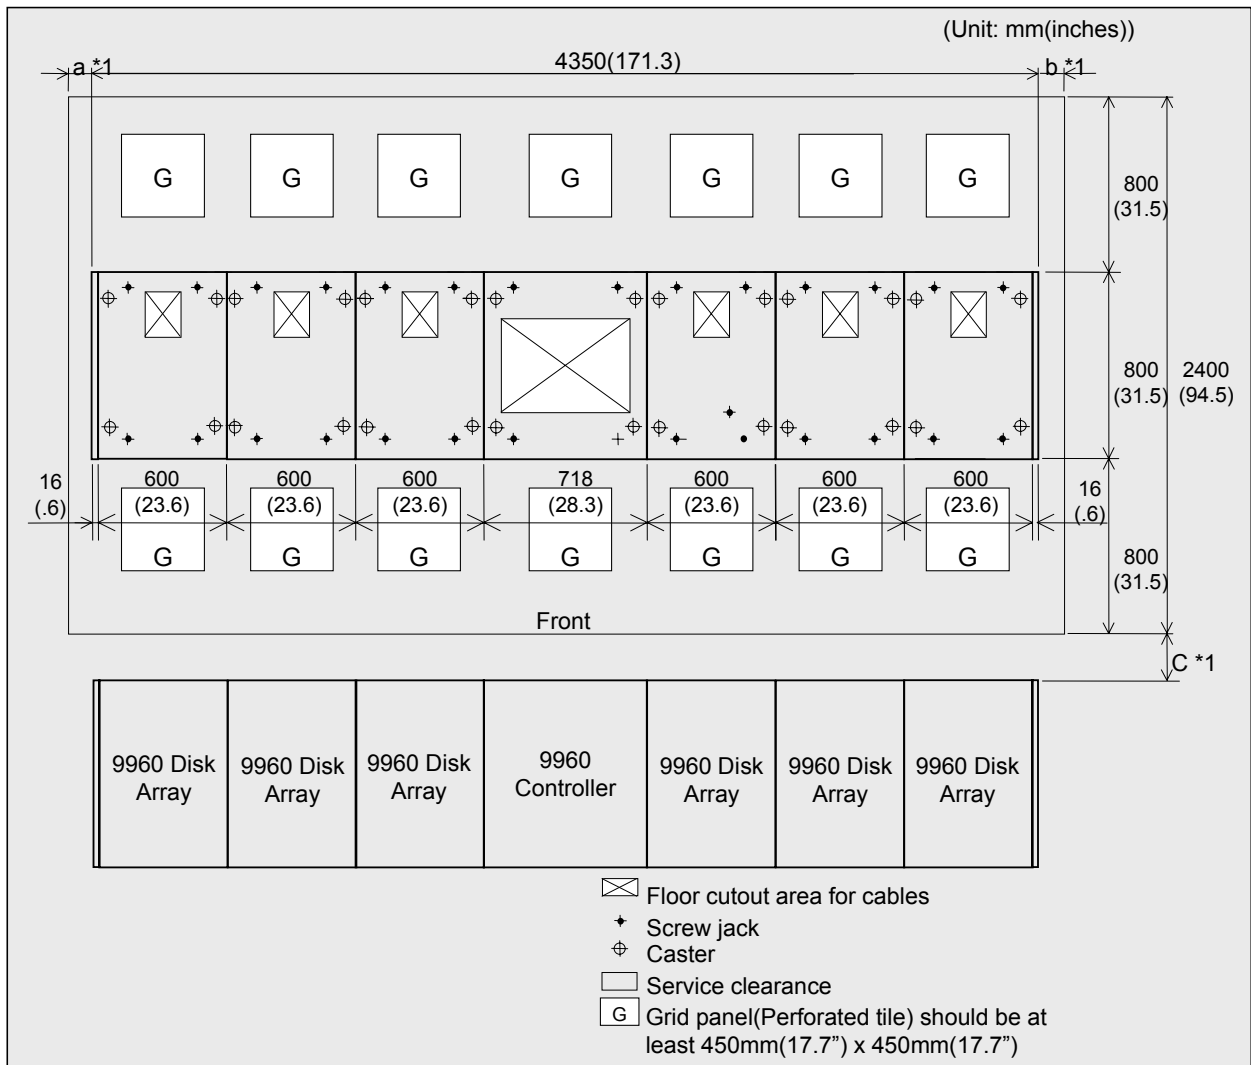 (Unit: mm(inches))
a *1
4350(171.3)
b *1
G G G G G G G
800
(31.5)
800
(31.5)
2400
(94.5)
16
(.6)
600
(23.6)
600
(23.6)
600
(23.6)
718
(28.3)
600
(23.6)
600
(23.6)
600
(23.6)
16
(.6)
G G G G G G G
800
(31.5)
Front
C *1
9960 Disk
Array
9960 Disk
Array
9960 Disk
Array
9960
Controller
9960 Disk
Array
9960 Disk
Array
9960 Disk
Array
Floor cutout area for cables
Screw jack
Caster
Service clearance
G Grid panel(Perforated tile) should be at
least 450mm(17.7”) x 450mm(17.7”)